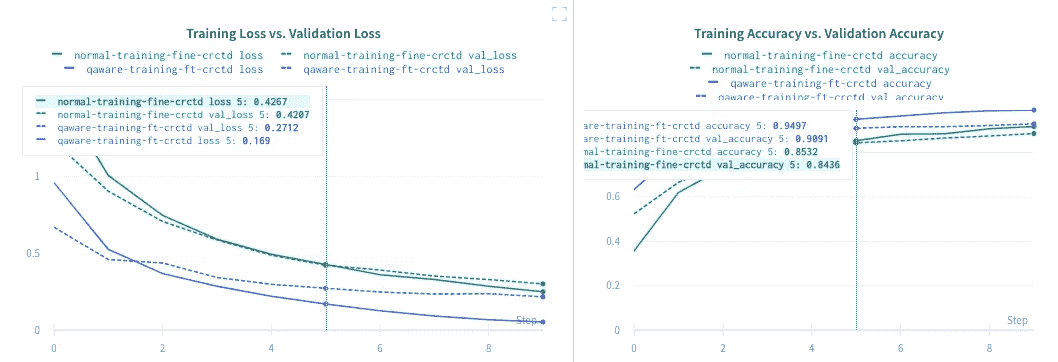 Training Loss vs. Validation Loss
normal-training-fine-crctd loss normal-training-fine-crctd val_loss
qaware-training-ft-crctd loss qaware-training-ft-crctd val_loss
normal-training-fine-crctd loss 5: 0.4267
normal-training-fine-crctd val_loss 5: 0.4207
qaware-training-ft-crctd val_loss 5: 0.2712
qaware-training-ft-crctd loss 5: 0.169
1
0.5
0
Step
0 2 4 6 8
Training Accuracy vs. Validation Accuracy
normal-training-fine-crctd accuracy
normal-training-fine-crctd val_accuracy
qaware-training-ft-crctd accuracy
qaware-training-ft-crctd val accuracy
are-training-ft-crctd accuracy 5: 0.9497
are-training-ft-crctd val_accuracy 5: 0.9091
mal-training-fine-crctd accuracy 5: 0.8532
mal-training-fine-crctd val_accuracy 5: 0.8436
0.6
0.4
0.2
0
Step
0 2 4 6 8